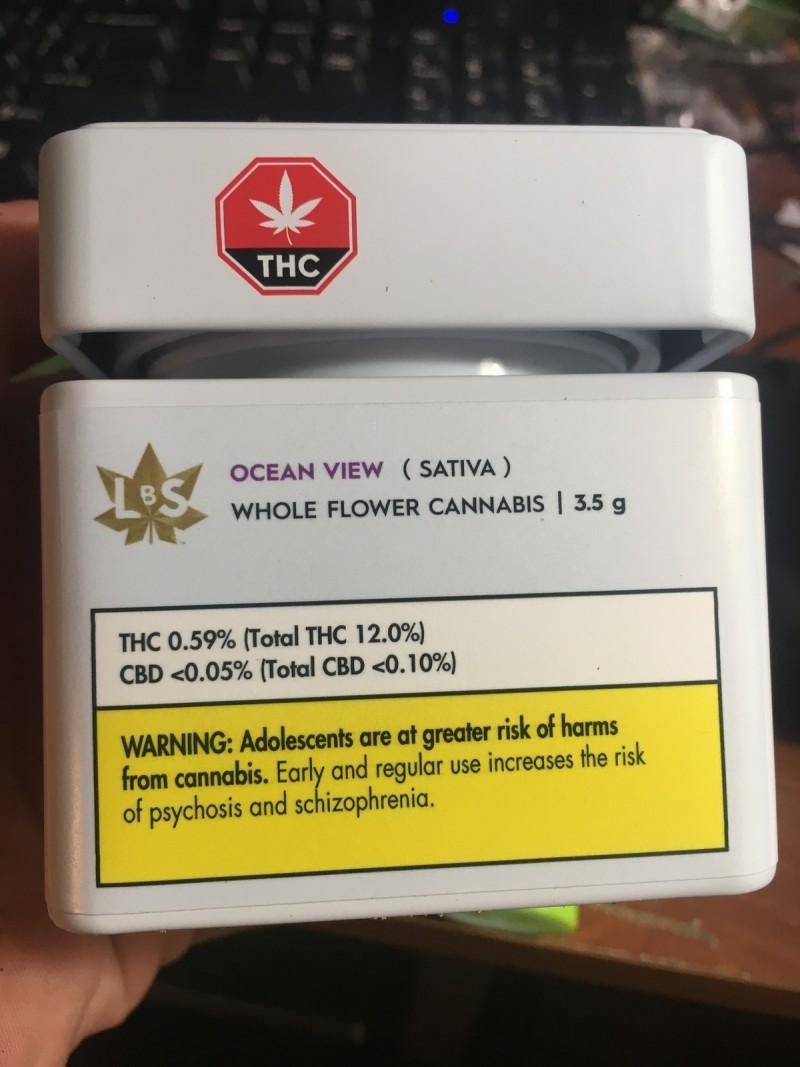 THC
LBS
OCEAN VIEW ( SATIVA )
WHOLE FLOWER CANNABIS | 3.5 g
THC 0.59% (Total THC 12.0%)
CBD <0.05% (Total CBD <0.10%)
WARNING: Adolescents are at greater risk of harms
from cannabis. Early and regular use increases the risk
of psychosis and schizophrenia.